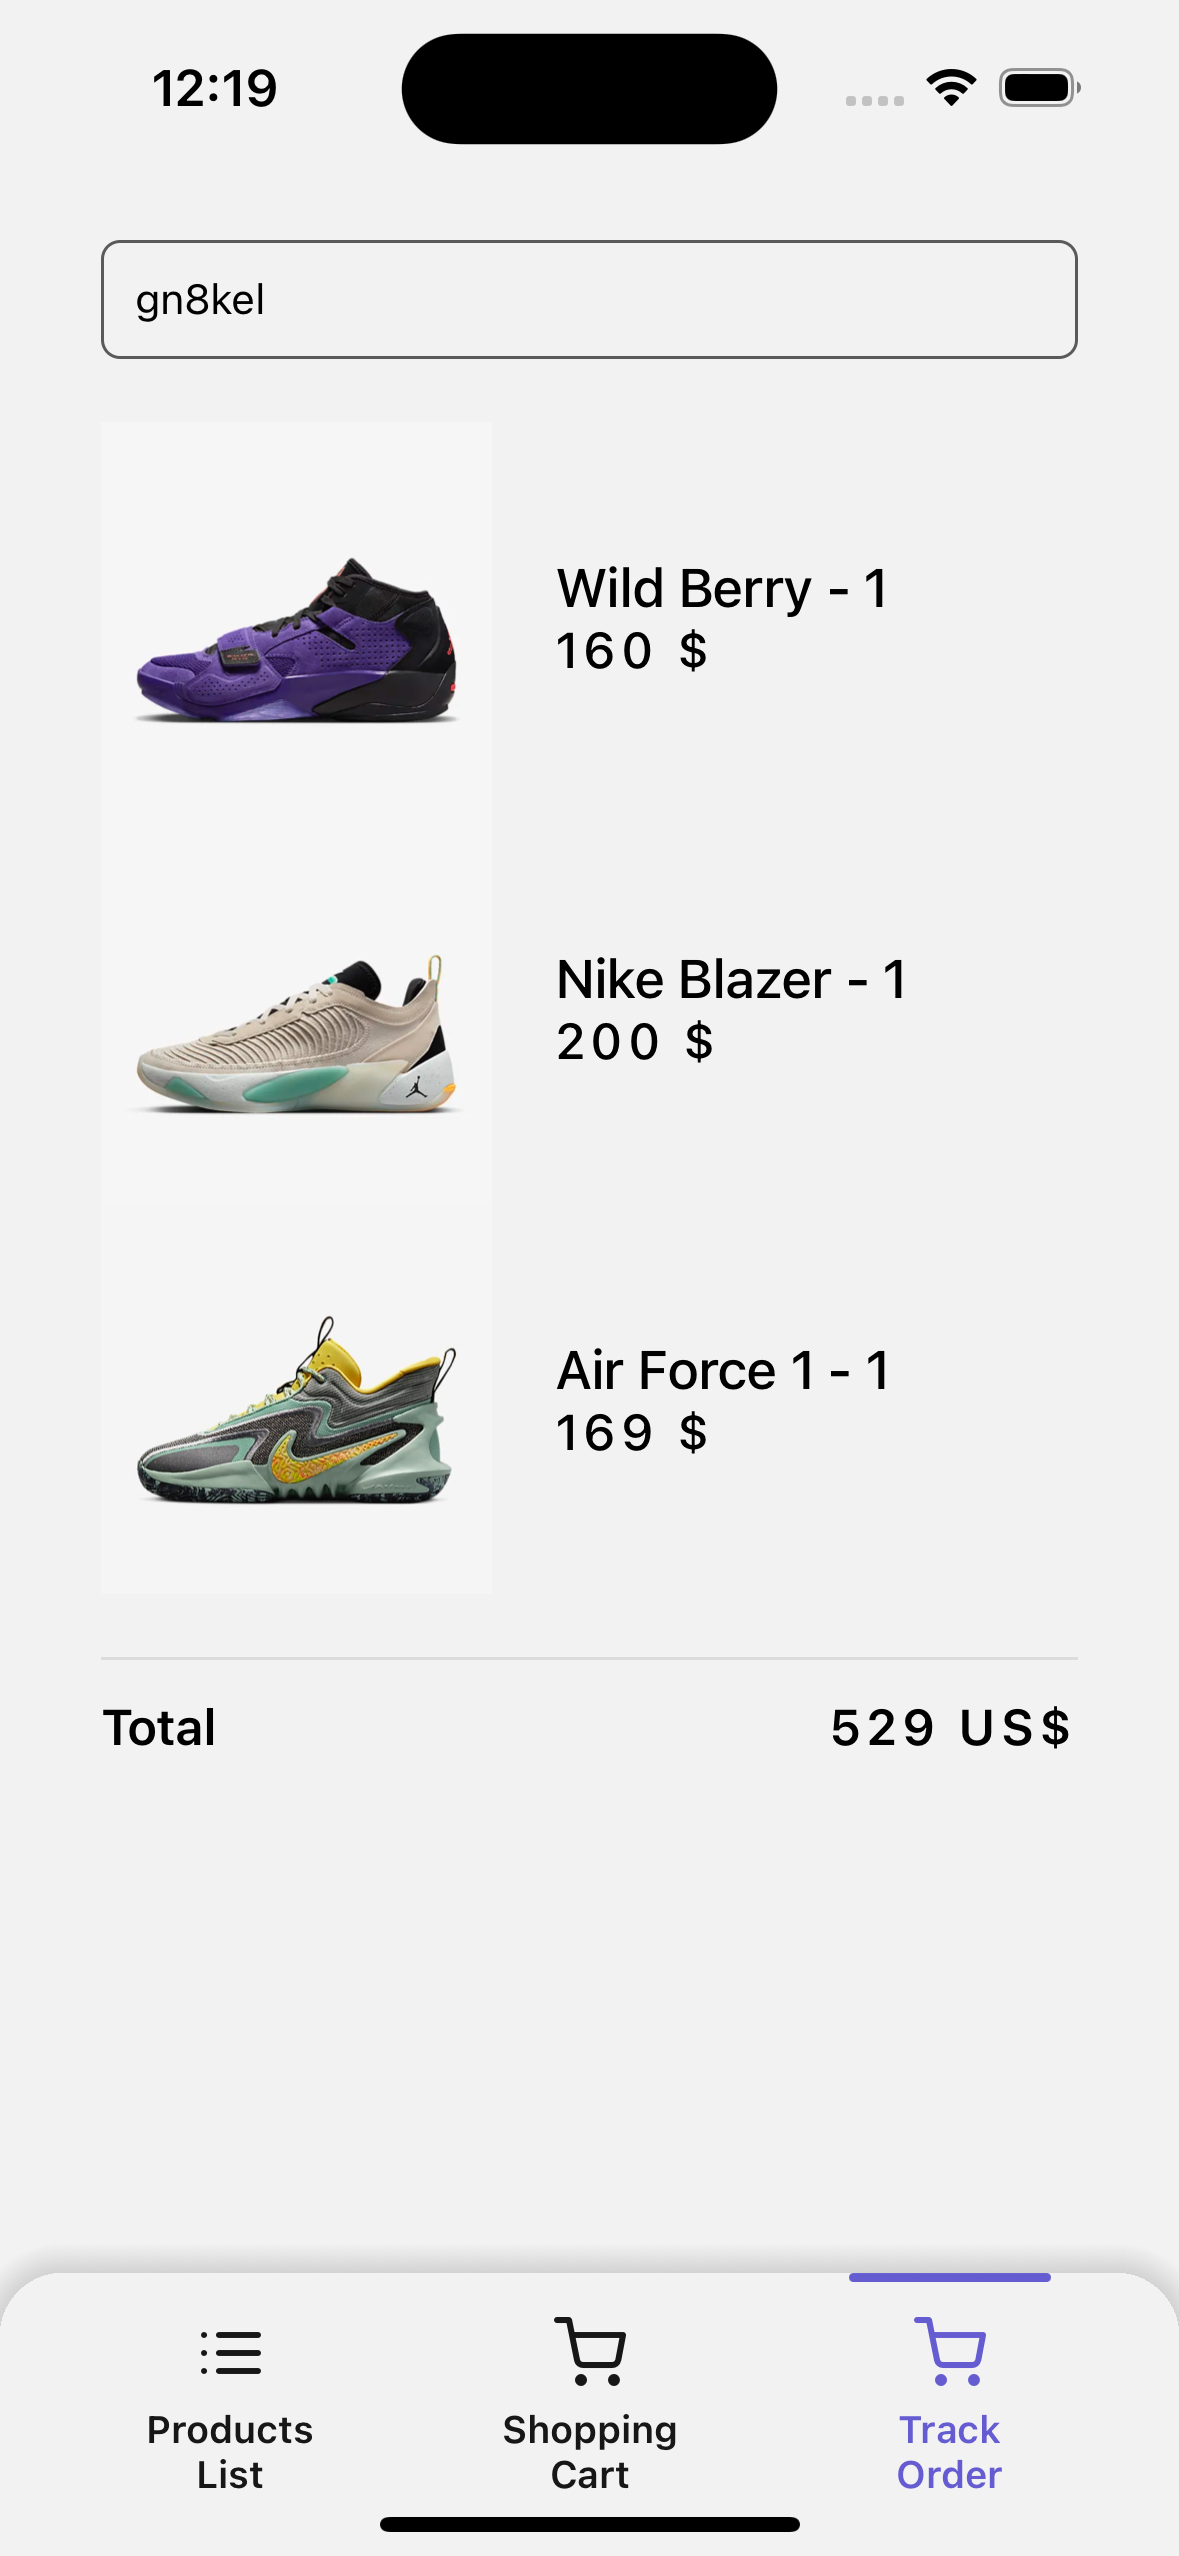 12:19
gn8kel
Wild Berry - 1
160 $
Nike Blazer - 1
200 $
Air Force 1 - 1
169 $
Total 529 US$
Products List
Shopping Cart
Track Order